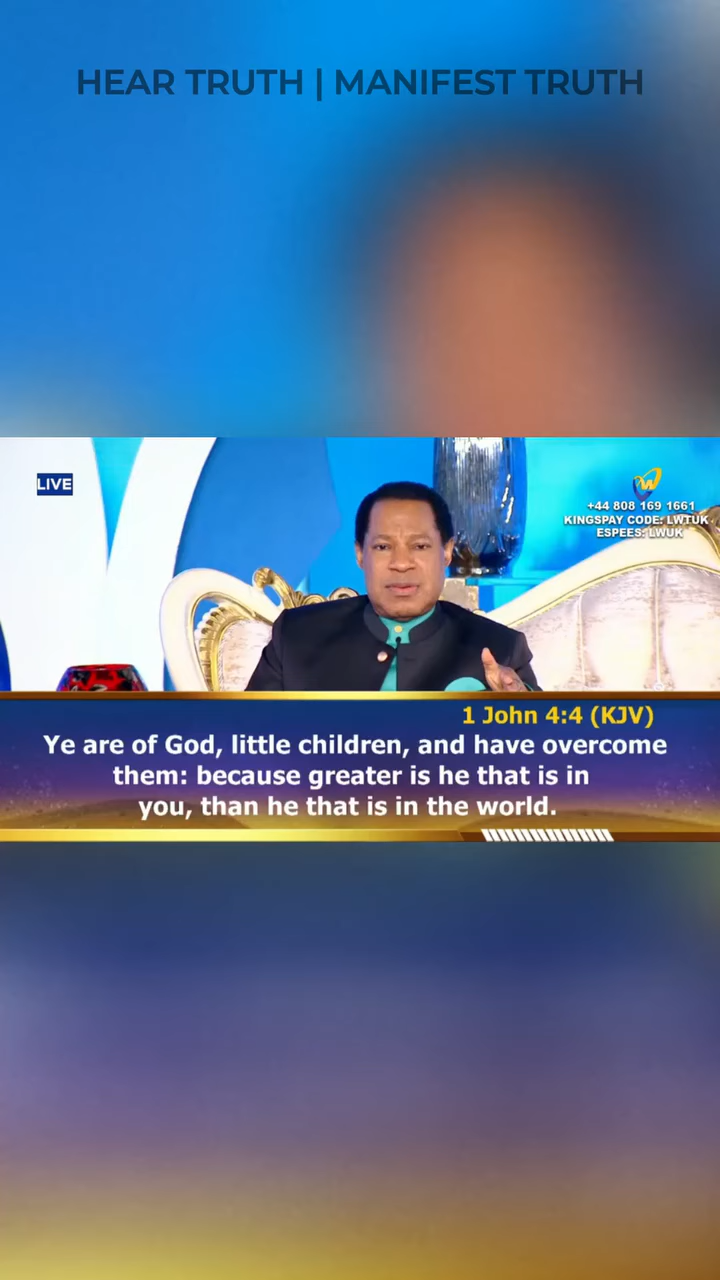 HEAR TRUTH | MANIFEST TRUTH
LIVE
+44 808 169 1661
KINGSPAY CODE: LWTUK
ESPEES: LWUK
1 John 4:4 (KJV)
Ye are of God, little children, and have overcome
them: because greater is he that is in
you, than he that is in the world.